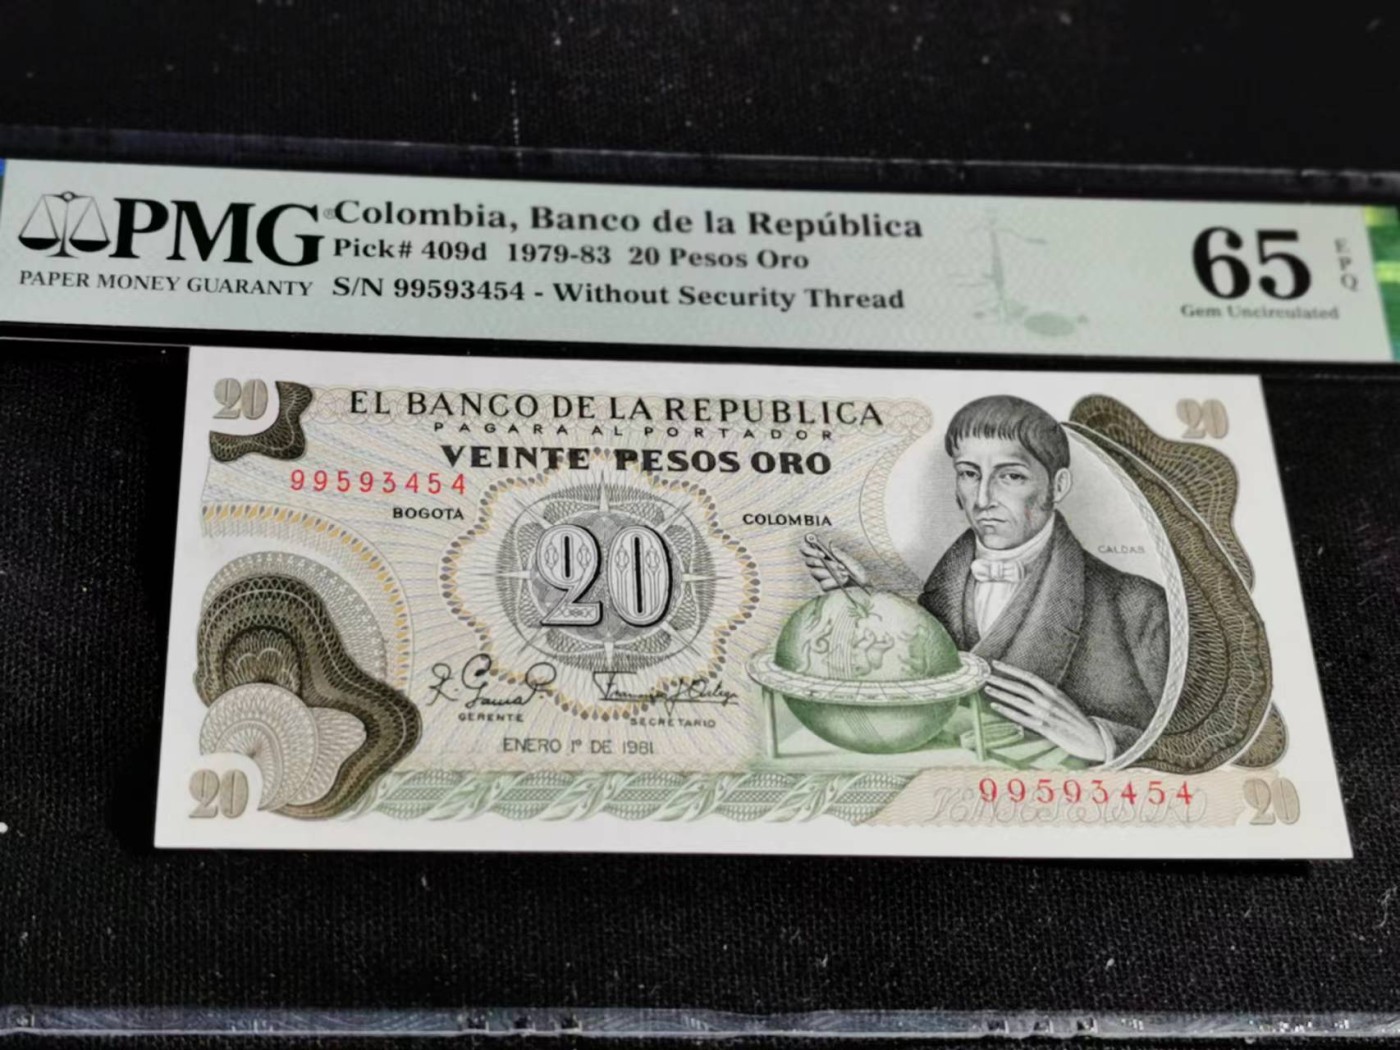 PMG®
PAPER MONEY GUARANTY
Colombia, Banco de la República
Pick# 409d 1979-83 20 Pesos Oro
S/N 99593454 - Without Security Thread
65
EPQ
Gem Uncirculated
20
20
EL BANCO DE LA REPUBLICA
PAGARA AL PORTADOR
VEINTE PESOS ORO
99593454
BOGOTA
COLOMBIA
CALDAS
20
GERENTE
SECRETARIO
ENERO 1º DE 1981
99593454
20
20